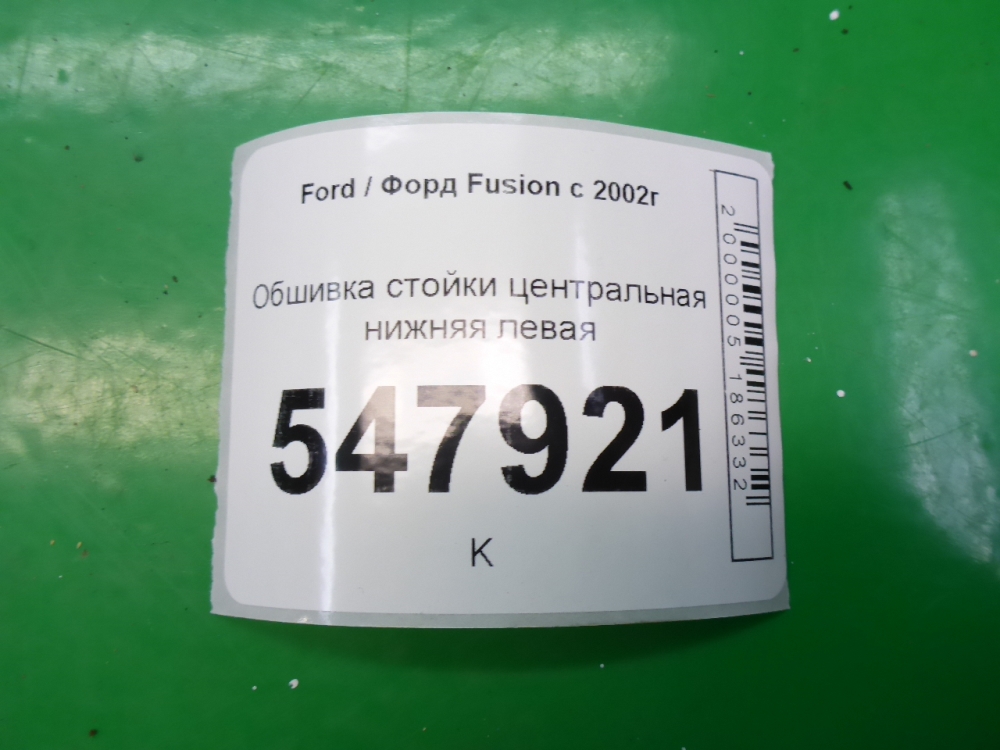 Ford / Форд Fusion с 2002г
Обшивка стойки центральная
нижняя левая
547921
К
2000005186332